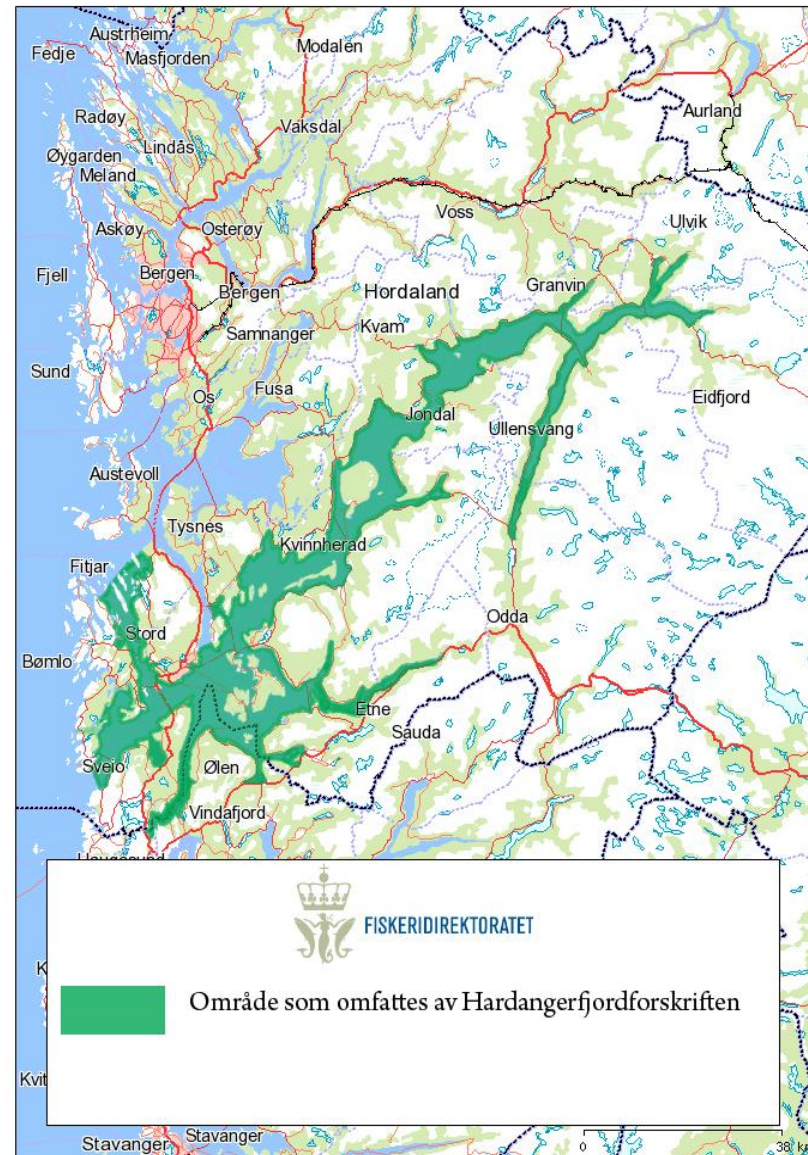 Austrheim
Fedje
Masfjorden
Modalen
Radøy
Lindås
Vaksdal
Aurland
Øygarden
Meland
Askøy
Osterøy
Voss
Ulvik
Fjell
Bergen
Bergen
Hordaland
Granvin
Samnanger
Kvam
Sund
Fusa
Os
Jondal
Eidfjord
Ullensvang
Austevoll
Tysnes
Kvinnherad
Fitjar
Stord
Odda
Bømlo
Etne
Sauda
Sveio
Ølen
Vindafjord
FISKERIDIREKTORATET
Område som omfattes av Hardangerfjordforskriften
Stavanger
Stavanger
0 38 km